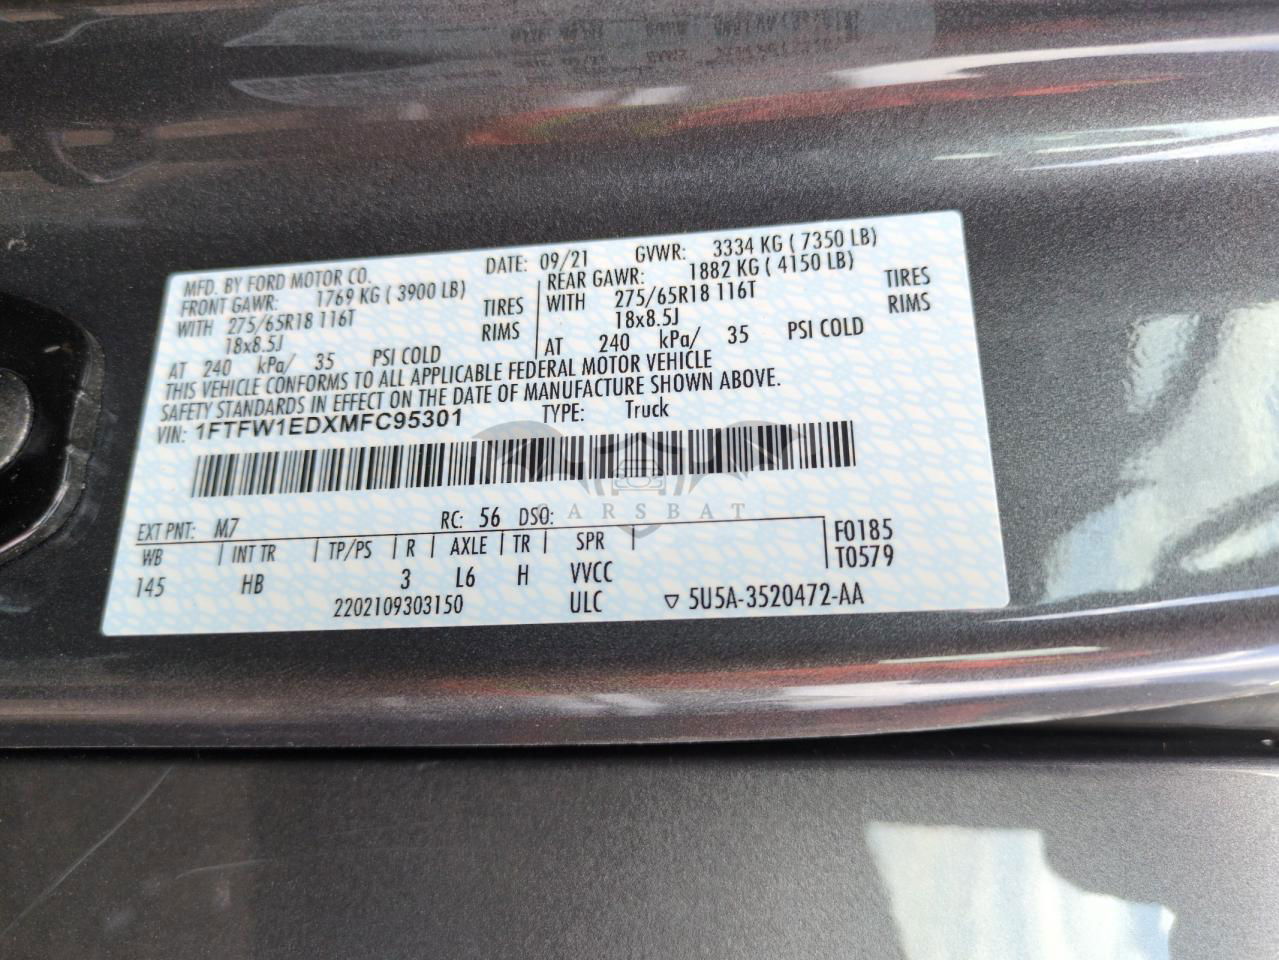 MFD. BY FORD MOTOR CO. DATE: 09/21 GVWR: 3334 KG ( 7350 LB)
FRONT GAWR: 1769 KG ( 3900 LB) REAR GAWR: 1882 KG ( 4150 LB)
WITH 275/65R18 116T TIRES WITH 275/65R18 116T TIRES
18x8.5J RIMS 18x8.5J RIMS
AT 240 kPa/ 35 PSI COLD AT 240 kPa/ 35 PSI COLD
THIS VEHICLE CONFORMS TO ALL APPLICABLE FEDERAL MOTOR VEHICLE
SAFETY STANDARDS IN EFFECT ON THE DATE OF MANUFACTURE SHOWN ABOVE.
VIN: 1FTFW1EDXMFC95301 TYPE: Truck
CARSBAT
EXT PNT: M7 RC: 56 DSO:
WB INT TR TP/PS R AXLE TR SPR F0185
145 HB 3 L6 H VVCC T0579
2202109303150 ULC ▽ 5U5A-3520472-AA